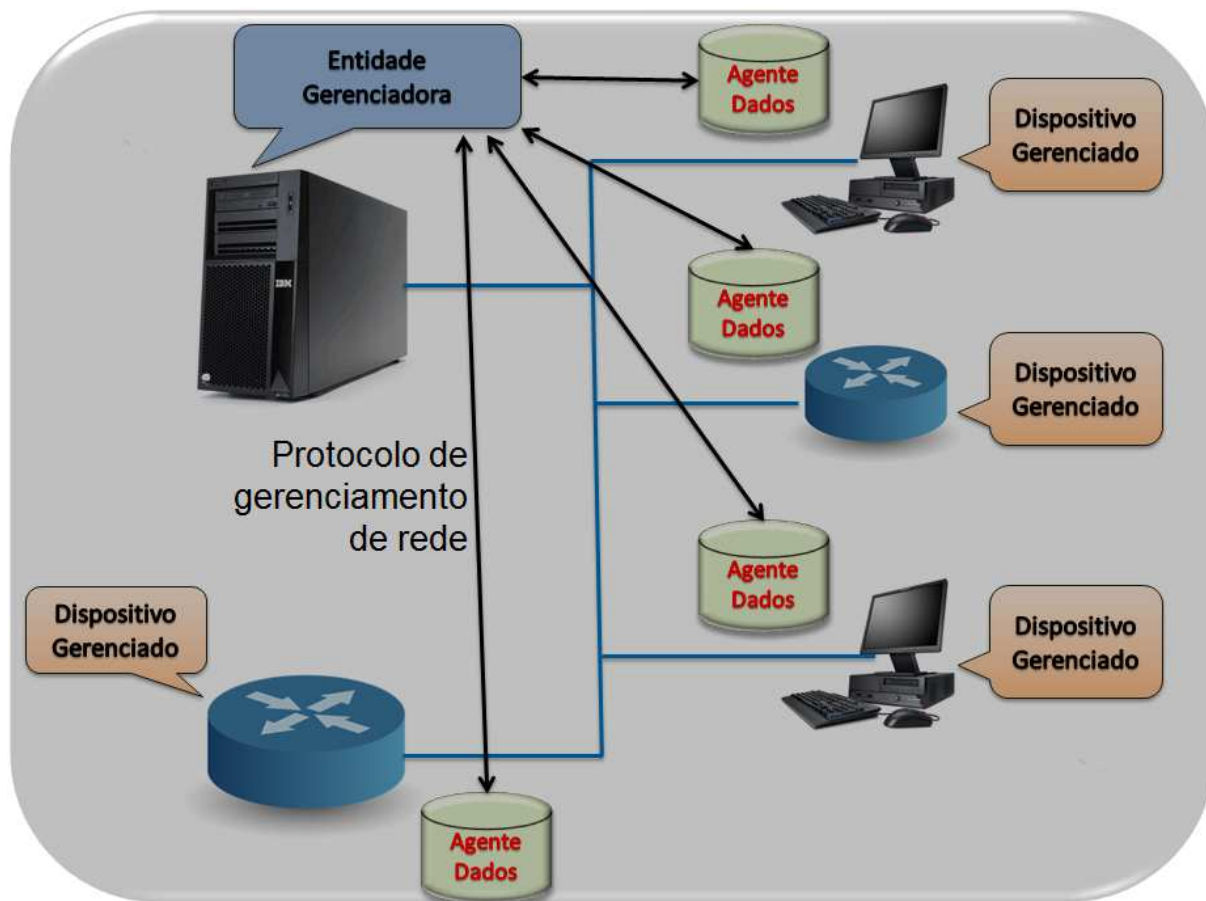 Entidade
Gerenciadora
Agente
Dados
Dispositivo
Gerenciado
IBM
Agente
Dados
Dispositivo
Gerenciado
Protocolo de
gerenciamento
de rede
Agente
Dados
Dispositivo
Gerenciado
Dispositivo
Gerenciado
Agente
Dados